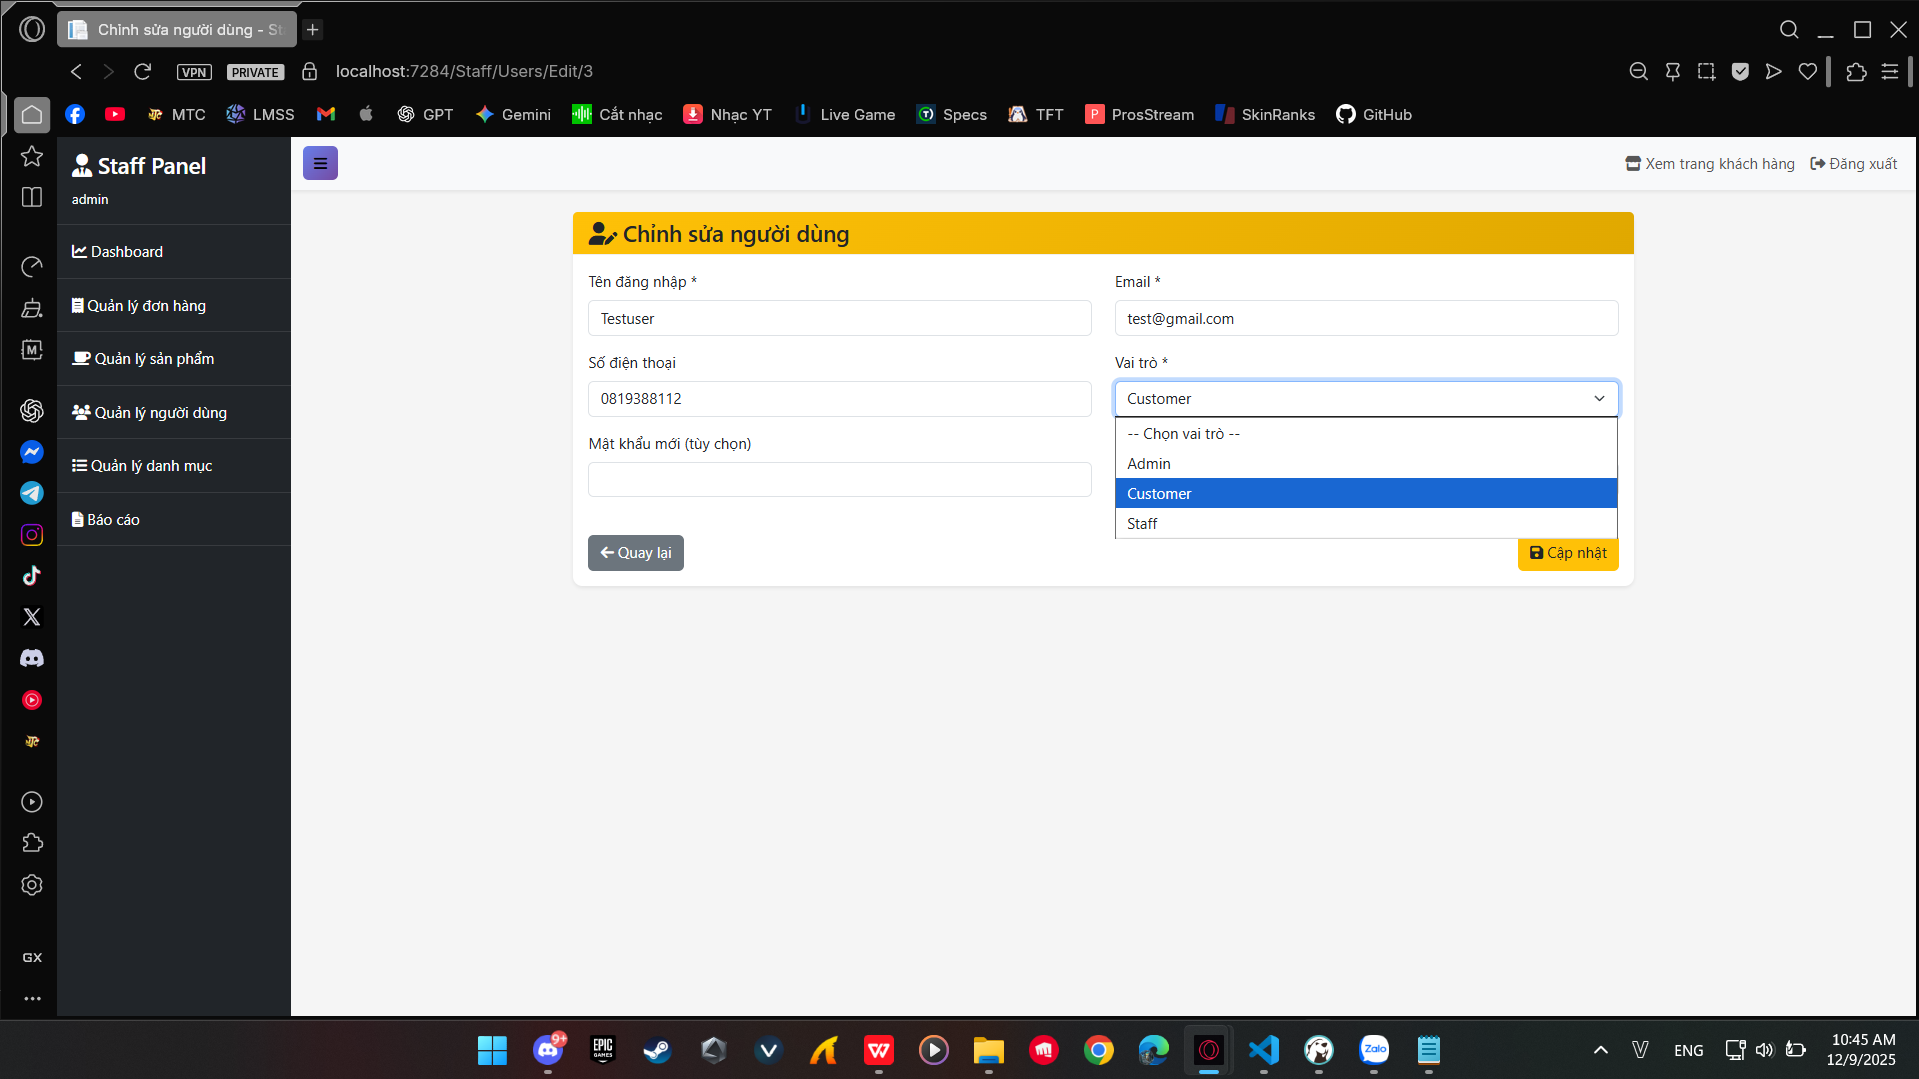 Chỉnh sửa người dùng - St
VPN
PRIVATE
localhost:7284/Staff/Users/Edit/3
MTC
LMSS
GPT
Gemini
Cắt nhạc
Nhạc YT
Live Game
Specs
TFT
ProsStream
SkinRanks
GitHub
Staff Panel
admin
Dashboard
Quản lý đơn hàng
Quản lý sản phẩm
Quản lý người dùng
Quản lý danh mục
Báo cáo
Xem trang khách hàng
Đăng xuất
Chỉnh sửa người dùng
Tên đăng nhập *
Testuser
Email *
test@gmail.com
Số điện thoại
0819388112
Vai trò *
Customer
-- Chọn vai trò --
Admin
Customer
Staff
Mật khẩu mới (tùy chọn)
Quay lại
Cập nhật
GX
9+
EPIC
GAMES
Zalo
ENG
10:45 AM
12/9/2025